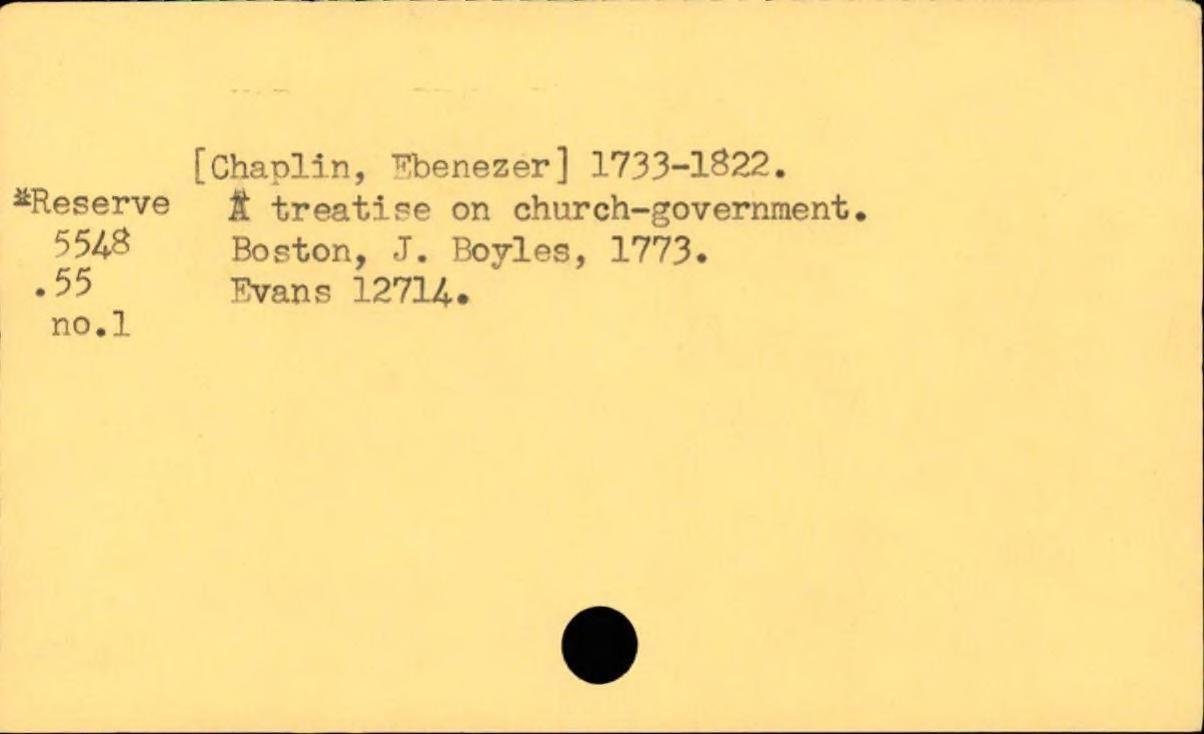 [Chaplin, Ebenezer] 1733-1822.
*Reserve A treatise on church-government.
5548 Boston, J. Boyles, 1773.
.55 Evans 12714.
no.1